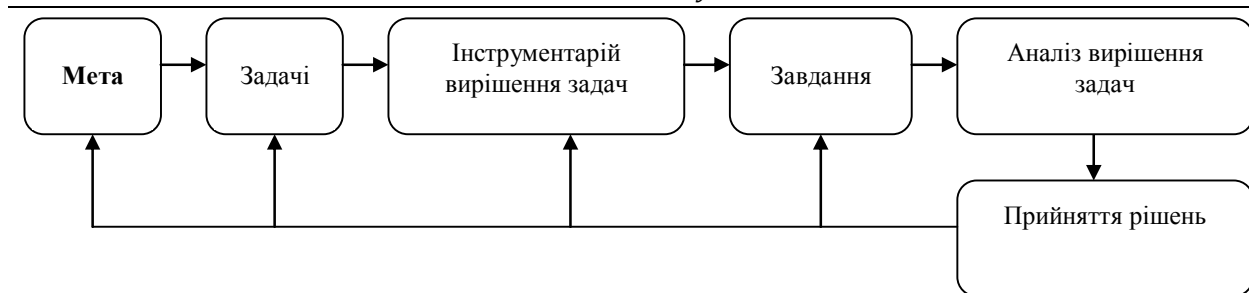 Мета
Задачі
Інструментарій
вирішення задач
Завдання
Аналіз вирішення
задач
Прийняття рішень